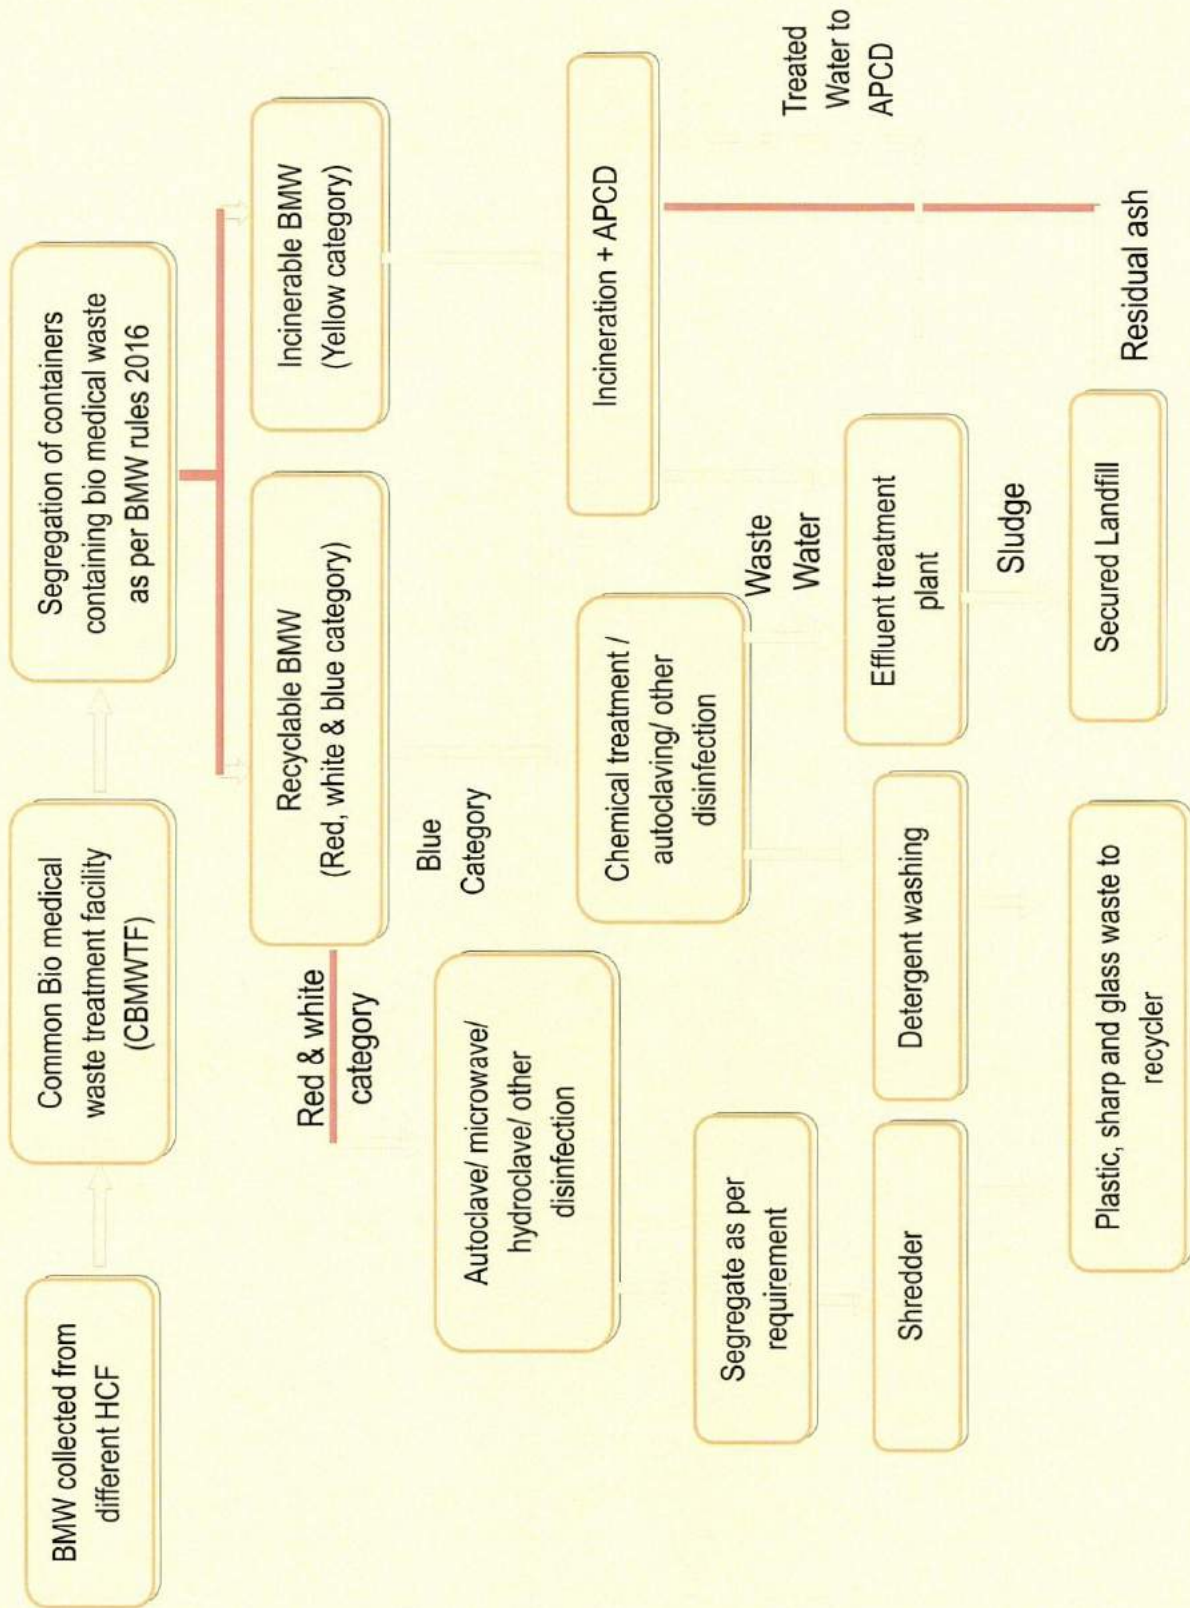 BMW collected from
different HCF
Common Bio medical
waste treatment facility
(CBMWTF)
Segregation of containers
containing bio medical waste
as per BMW rules 2016
Red & white
category
Recyclable BMW
(Red, white & blue category)
Incinerable BMW
(Yellow category)
Blue
Category
Autoclave/ microwave/
hydroclave/ other
disinfection
Chemical treatment /
autoclaving/ other
disinfection
Incineration + APCD
Segregate as per
requirement
Waste
Water
Treated
Water to
APCD
Shredder
Detergent washing
Effluent treatment
plant
Sludge
Plastic, sharp and glass waste to
recycler
Secured Landfill
Residual ash